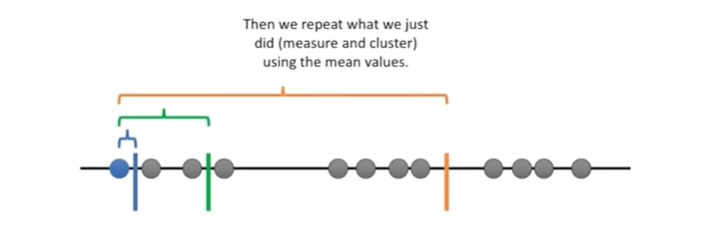 Then we repeat what we just
did (measure and cluster)
using the mean values.